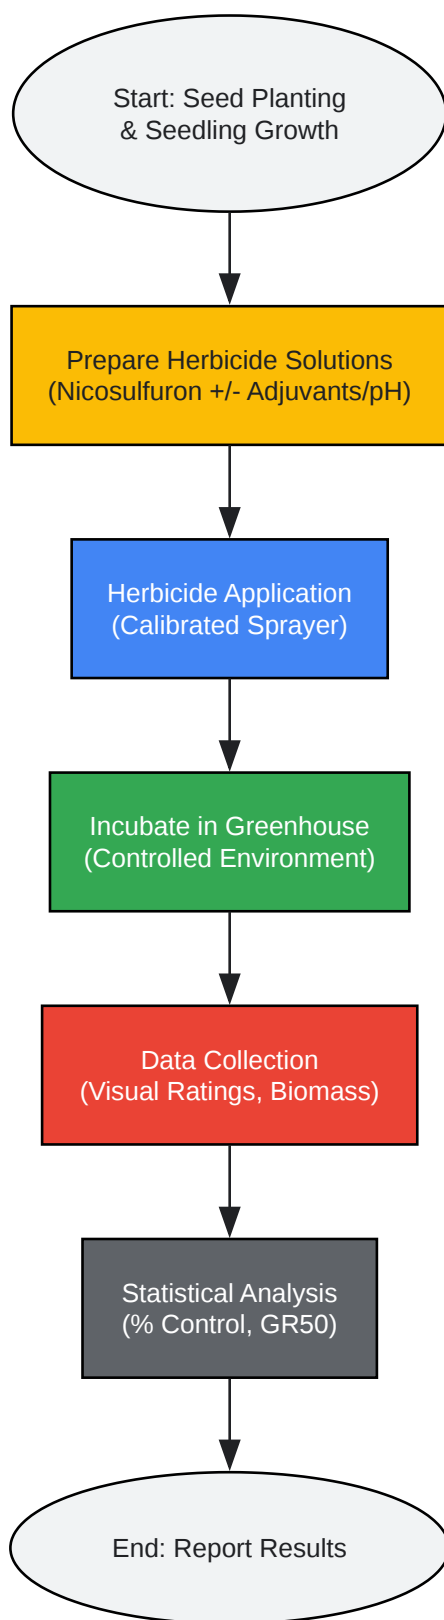 Start: Seed Planting
& Seedling Growth
Prepare Herbicide Solutions
(Nicosulfuron +/- Adjuvants/pH)
Herbicide Application
(Calibrated Sprayer)
Incubate in Greenhouse
(Controlled Environment)
Data Collection
(Visual Ratings, Biomass)
Statistical Analysis
(% Control, GR50)
End: Report Results